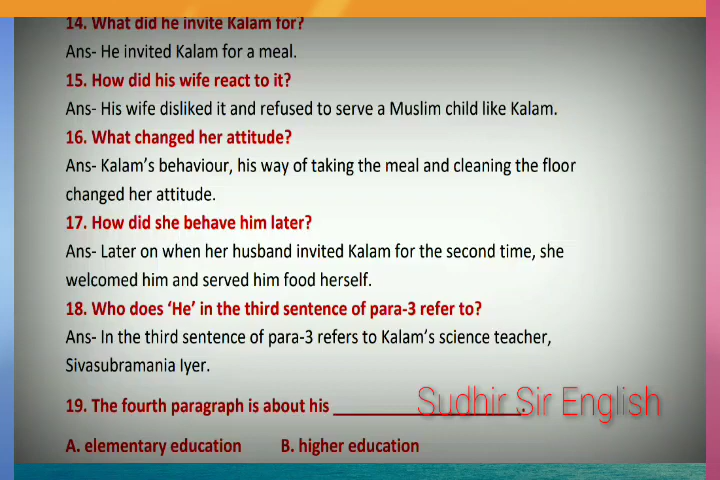 14. What did he invite Kalam for?
Ans- He invited Kalam for a meal.
15. How did his wife react to it?
Ans- His wife disliked it and refused to serve a Muslim child like Kalam.
16. What changed her attitude?
Ans- Kalam's behaviour, his way of taking the meal and cleaning the floor
changed her attitude.
17. How did she behave him later?
Ans- Later on when her husband invited Kalam for the second time, she
welcomed him and served him food herself.
18. Who does 'He' in the third sentence of para-3 refer to?
Ans- In the third sentence of para-3 refers to Kalam's science teacher,
Sivasubramania Iyer.
19. The fourth paragraph is about his ____________________.
Sudhir Sir English
A. elementary education B. higher education